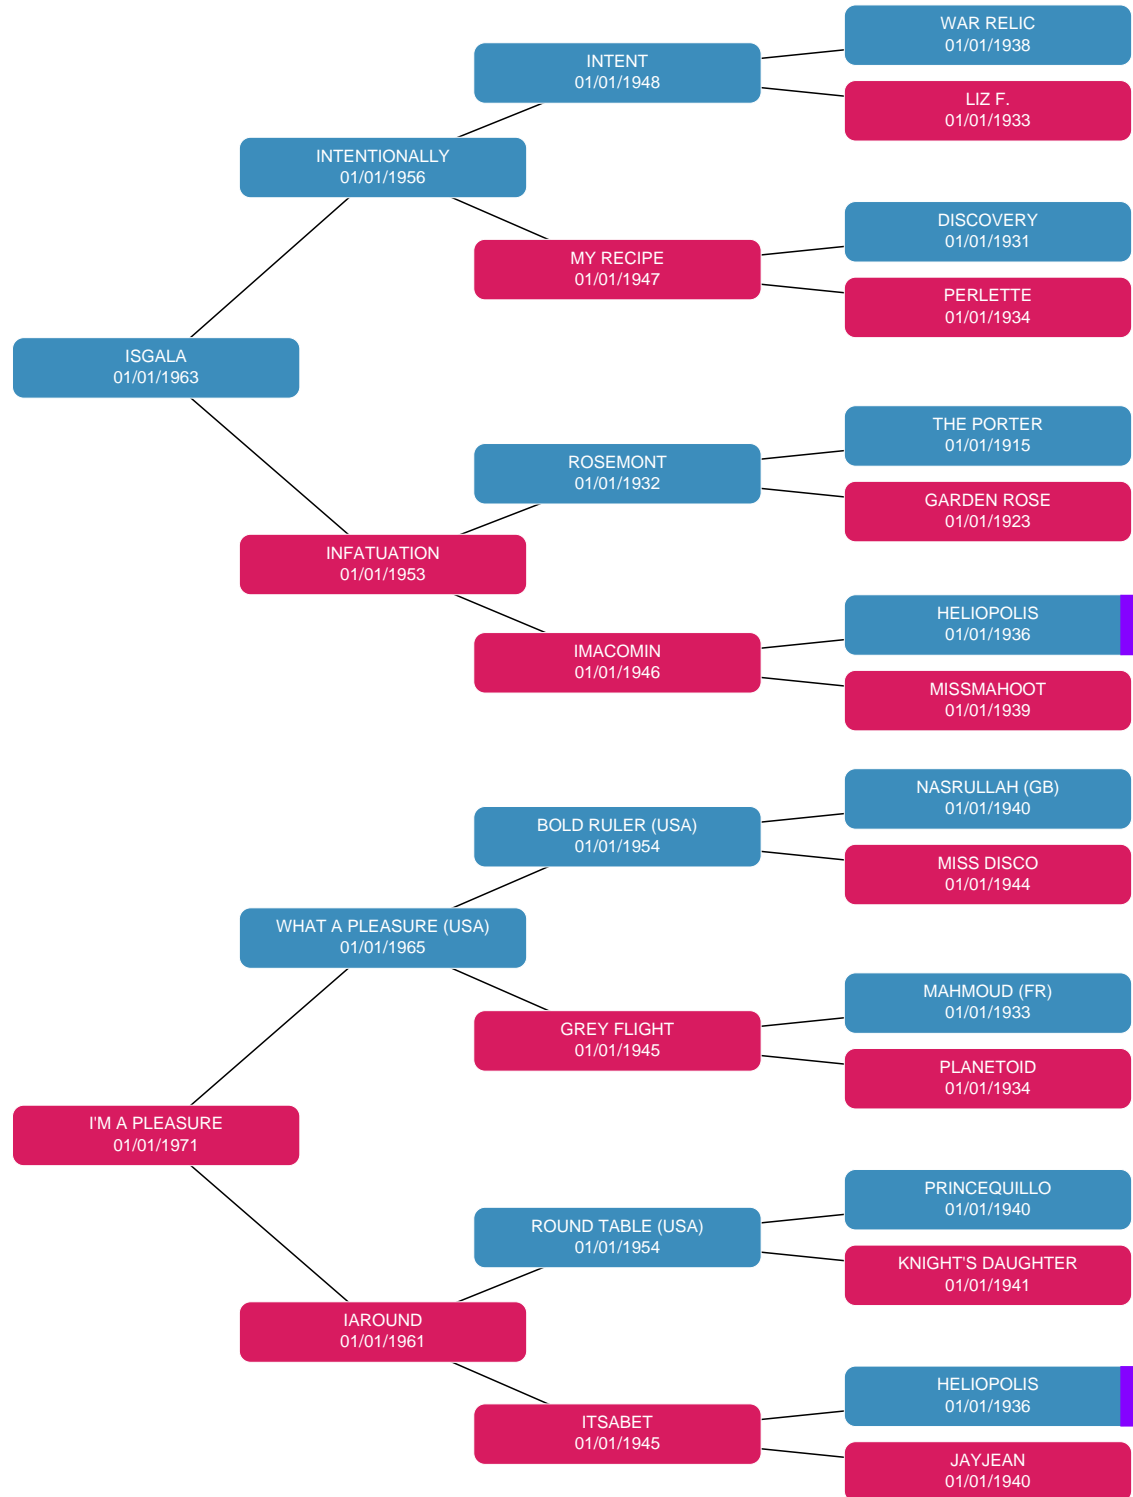 WAR RELIC
01/01/1938
INTENT
01/01/1948
LIZ F.
01/01/1933
INTENTIONALLY
01/01/1956
DISCOVERY
01/01/1931
MY RECIPE
01/01/1947
PERLETTE
01/01/1934
ISGALA
01/01/1963
THE PORTER
01/01/1915
ROSEMONT
01/01/1932
GARDEN ROSE
01/01/1923
INFATUATION
01/01/1953
HELIOPOLIS
01/01/1936
IMACOMIN
01/01/1946
MISSMAHOOT
01/01/1939
NASRULLAH (GB)
01/01/1940
BOLD RULER (USA)
01/01/1954
MISS DISCO
01/01/1944
WHAT A PLEASURE (USA)
01/01/1965
MAHMOUD (FR)
01/01/1933
GREY FLIGHT
01/01/1945
PLANETOID
01/01/1934
I'M A PLEASURE
01/01/1971
PRINCEQUILLO
01/01/1940
ROUND TABLE (USA)
01/01/1954
KNIGHT'S DAUGHTER
01/01/1941
IAROUND
01/01/1961
HELIOPOLIS
01/01/1936
ITSABET
01/01/1945
JAYJEAN
01/01/1940